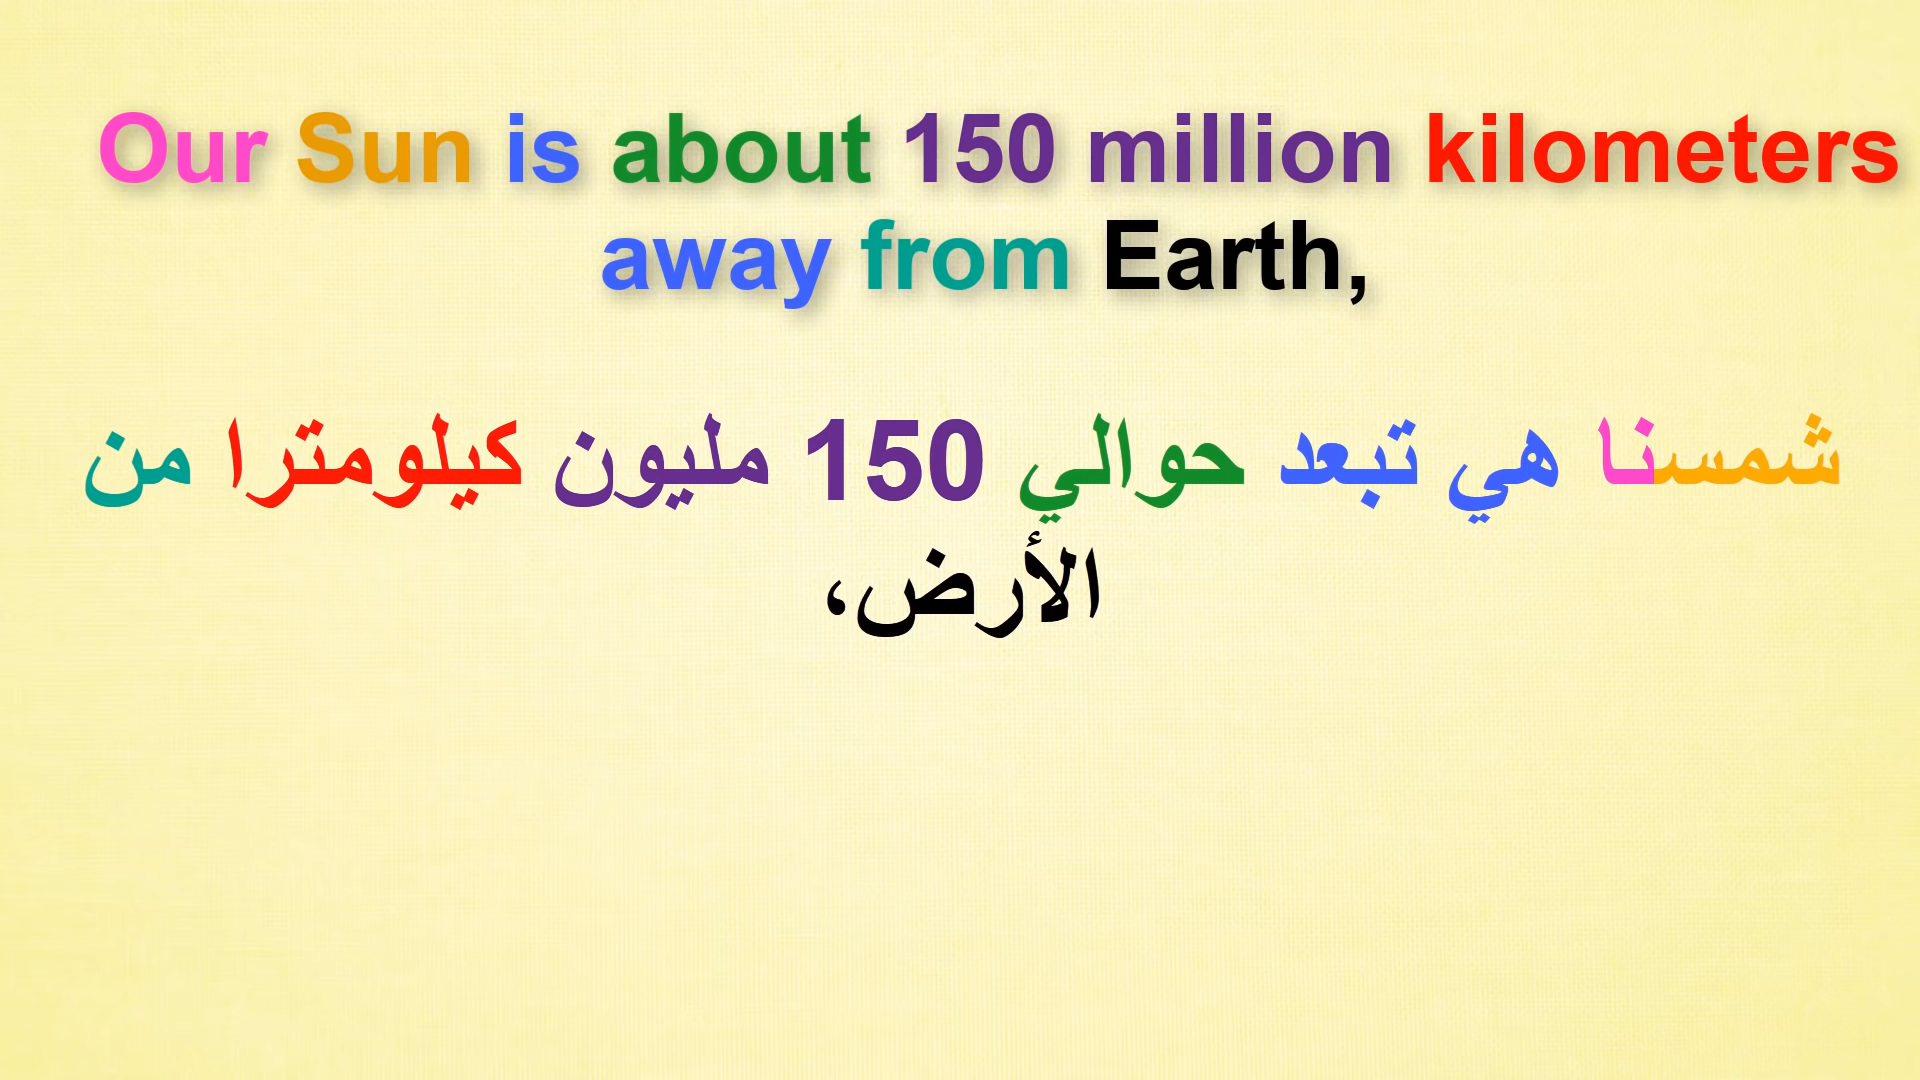 Our Sun is about 150 million kilometers
away from Earth,
شمسنا هي تبعد حوالي 150 مليون كيلومترا من
الأرض،